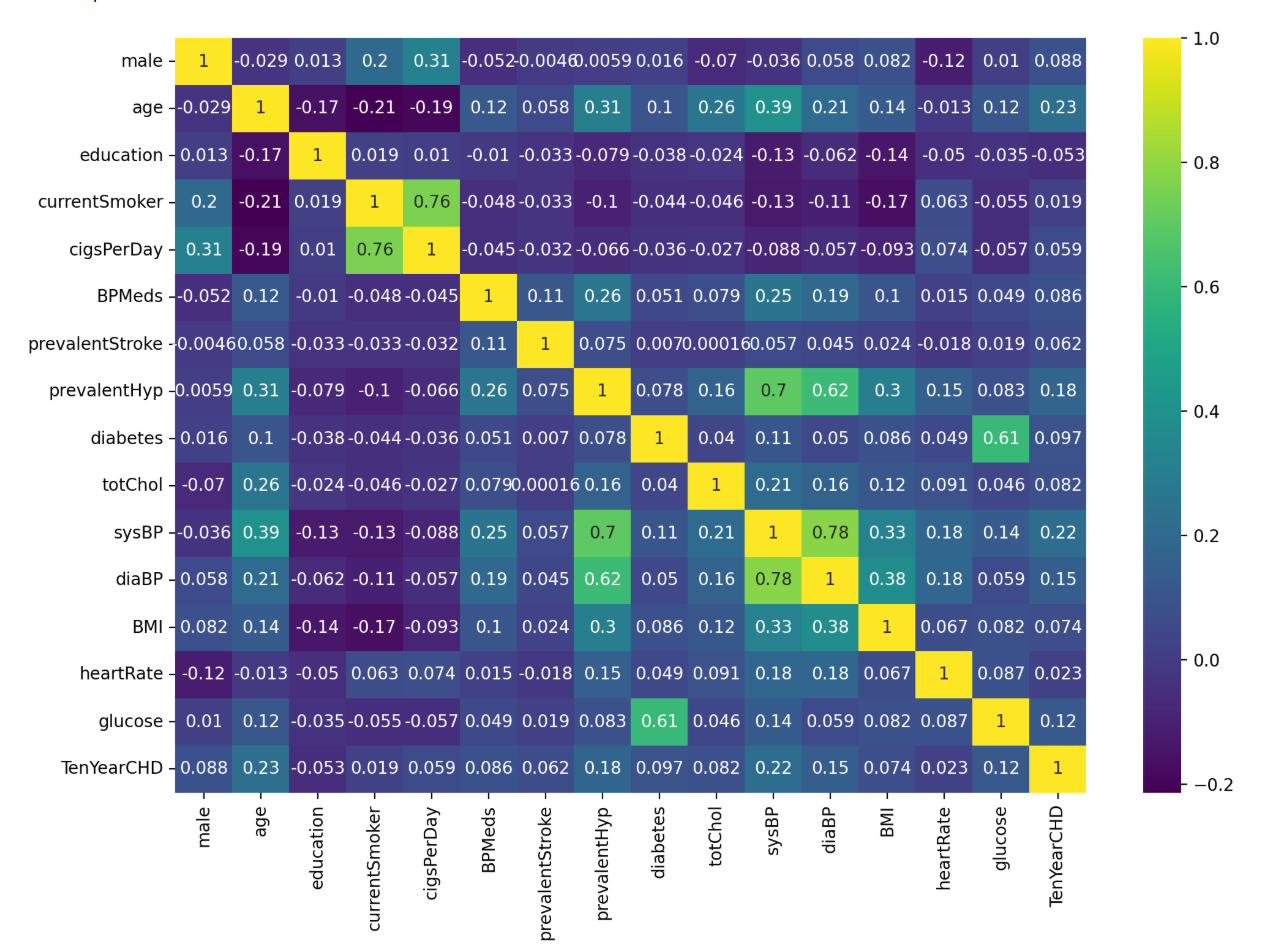 male 1 -0.029 0.013 0.2 0.31 -0.052 -0.0046 0.0059 0.016 -0.07 -0.036 0.058 0.082 -0.12 0.01 0.088 1.0
age -0.029 1 -0.17 -0.21 -0.19 0.12 0.058 0.31 0.1 0.26 0.39 0.21 0.14 -0.013 0.12 0.23
education 0.013 -0.17 1 0.019 0.01 -0.01 -0.033 -0.079 -0.038 -0.024 -0.13 -0.062 -0.14 -0.05 -0.035 -0.053 0.8
currentSmoker 0.2 -0.21 0.019 1 0.76 -0.048 -0.033 -0.1 -0.044 -0.046 -0.13 -0.11 -0.17 0.063 -0.055 0.019
cigsPerDay 0.31 -0.19 0.01 0.76 1 -0.045 -0.032 -0.066 -0.036 -0.027 -0.088 -0.057 -0.093 0.074 -0.057 0.059
BPMeds -0.052 0.12 -0.01 -0.048 -0.045 1 0.11 0.26 0.051 0.079 0.25 0.19 0.1 0.015 0.049 0.086 0.6
prevalentStroke -0.0046 0.058 -0.033 -0.033 -0.032 0.11 1 0.075 0.007 0.00016 0.057 0.045 0.024 -0.018 0.019 0.062
prevalentHyp 0.0059 0.31 -0.079 -0.1 -0.066 0.26 0.075 1 0.078 0.16 0.7 0.62 0.3 0.15 0.083 0.18 0.4
diabetes 0.016 0.1 -0.038 -0.044 -0.036 0.051 0.007 0.078 1 0.04 0.11 0.05 0.086 0.049 0.61 0.097
totChol -0.07 0.26 -0.024 -0.046 -0.027 0.079 0.00016 0.16 0.04 1 0.21 0.16 0.12 0.091 0.046 0.082
sysBP -0.036 0.39 -0.13 -0.13 -0.088 0.25 0.057 0.7 0.11 0.21 1 0.78 0.33 0.18 0.14 0.22 0.2
diaBP 0.058 0.21 -0.062 -0.11 -0.057 0.19 0.045 0.62 0.05 0.16 0.78 1 0.38 0.18 0.059 0.15
BMI 0.082 0.14 -0.14 -0.17 -0.093 0.1 0.024 0.3 0.086 0.12 0.33 0.38 1 0.067 0.082 0.074
heartRate -0.12 -0.013 -0.05 0.063 0.074 0.015 -0.018 0.15 0.049 0.091 0.18 0.18 0.067 1 0.087 0.023 0.0
glucose 0.01 0.12 -0.035 -0.055 -0.057 0.049 0.019 0.083 0.61 0.046 0.14 0.059 0.082 0.087 1 0.12
TenYearCHD 0.088 0.23 -0.053 0.019 0.059 0.086 0.062 0.18 0.097 0.082 0.22 0.15 0.074 0.023 0.12 1 −0.2
male age education currentSmoker cigsPerDay BPMeds prevalentStroke prevalentHyp diabetes totChol sysBP diaBP BMI heartRate glucose TenYearCHD